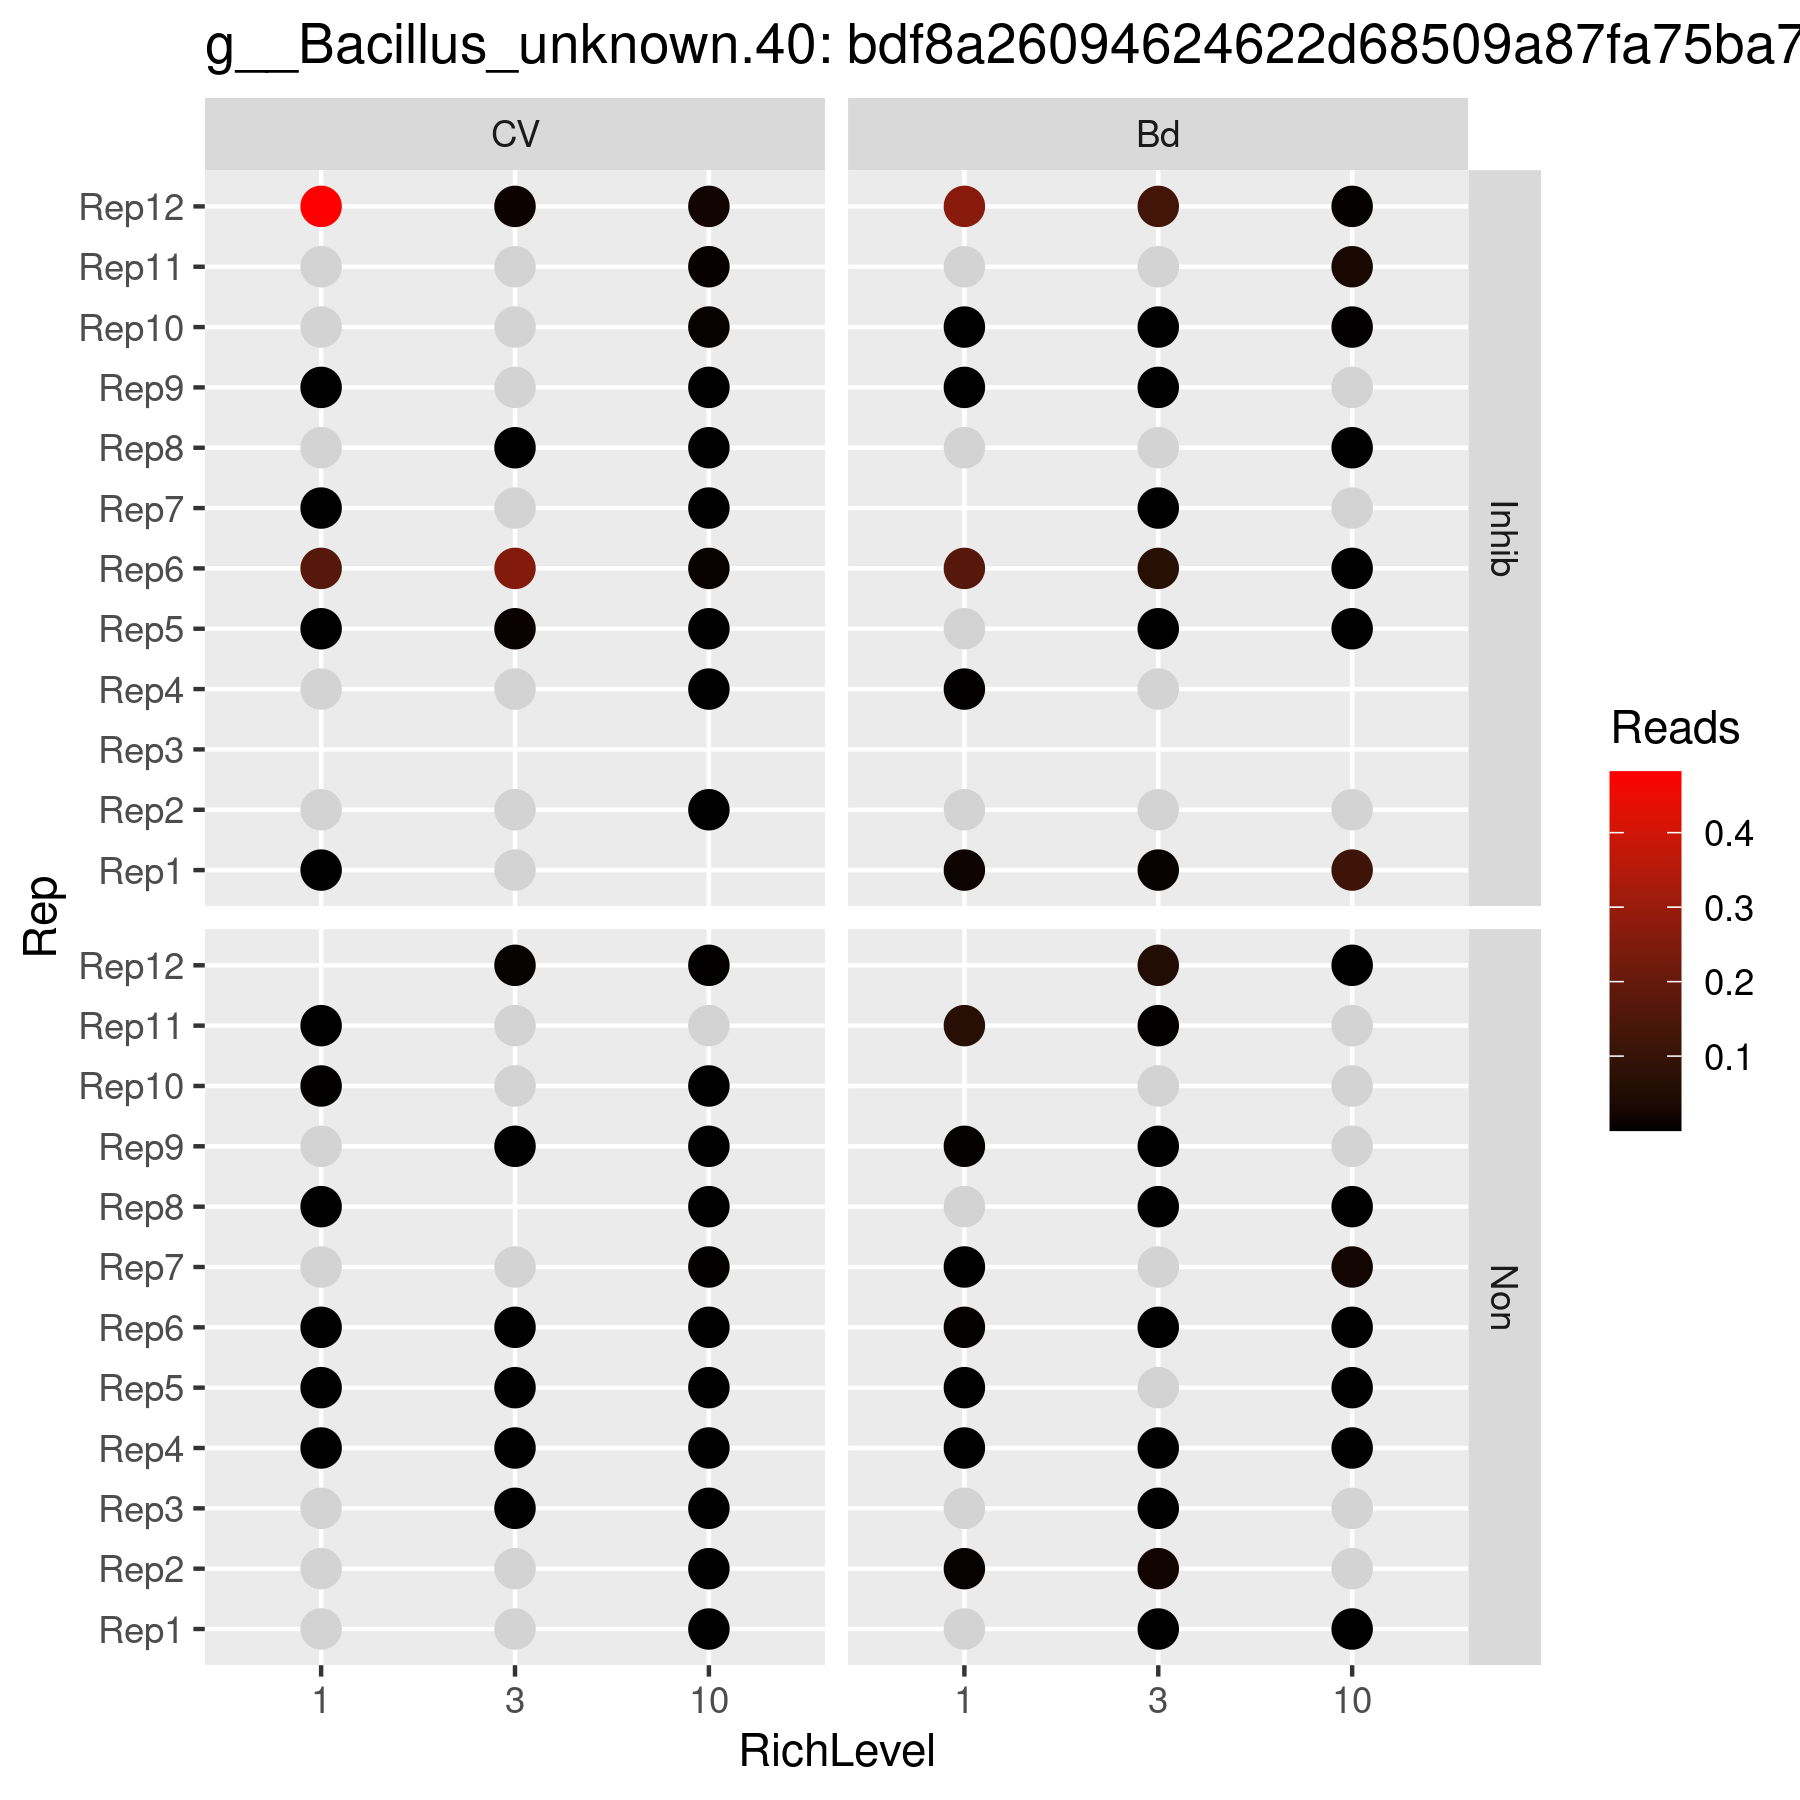 g__Bacillus_unknown.40: bdf8a26094624622d68509a87fa75ba7
CV
Bd
Rep12
Rep11
Rep10
Rep9
Rep8
Rep7
Rep6
Rep5
Rep4
Rep3
Rep2
Rep1
Inhib
Rep12
Rep11
Rep10
Rep9
Rep8
Rep7
Rep6
Rep5
Rep4
Rep3
Rep2
Rep1
Non
Rep
1
3
10
1
3
10
RichLevel
Reads
0.4
0.3
0.2
0.1